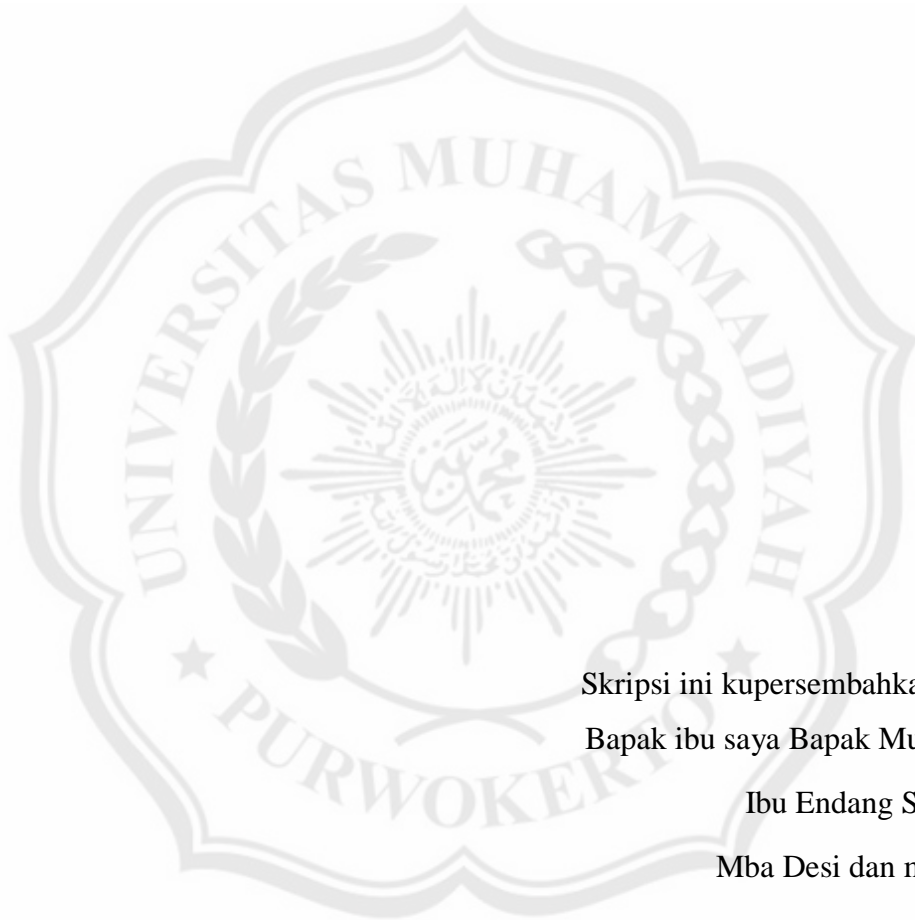 UNIVERSITAS MUHAMMADIYAH
PURWOKERTO
Skripsi ini kupersembahka
Bapak ibu saya Bapak Mu
Ibu Endang S
Mba Desi dan